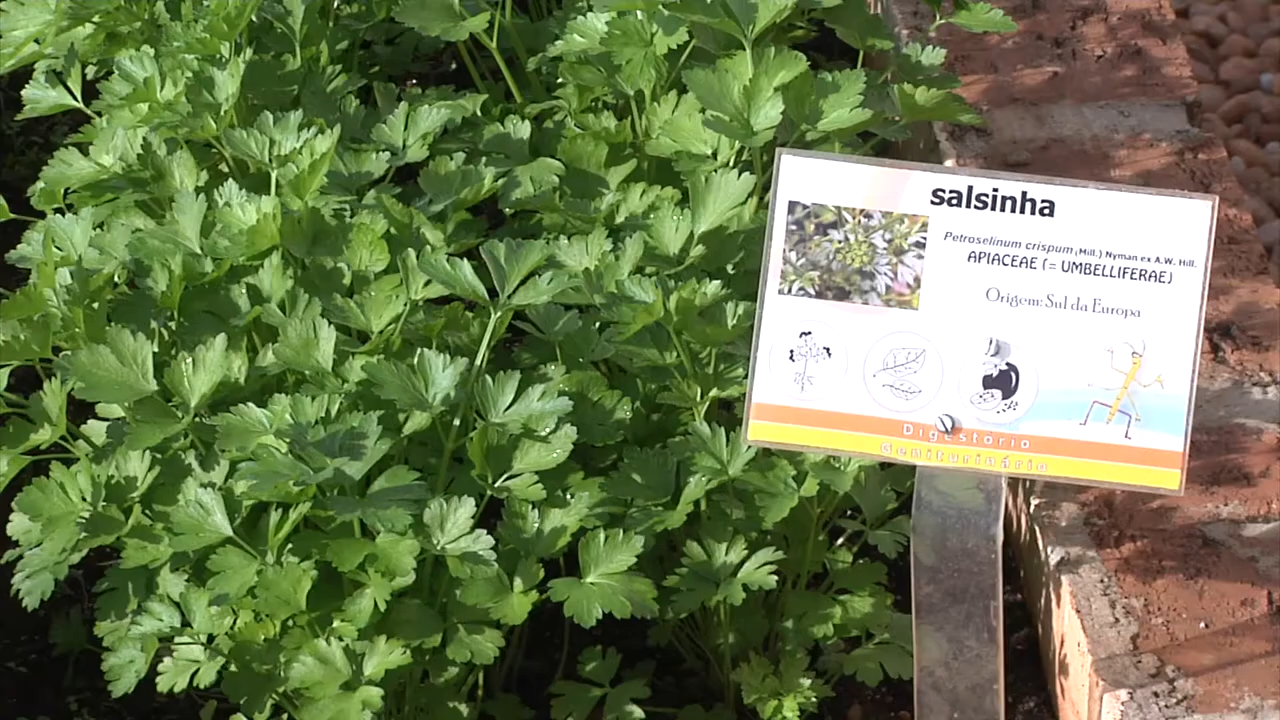 salsinha
Petroselinum crispum (Mill.) Nyman ex A.W. Hill.
APIACEAE (= UMBELLIFERAE)
Origem: Sul da Europa
Digestório
Geniturinário